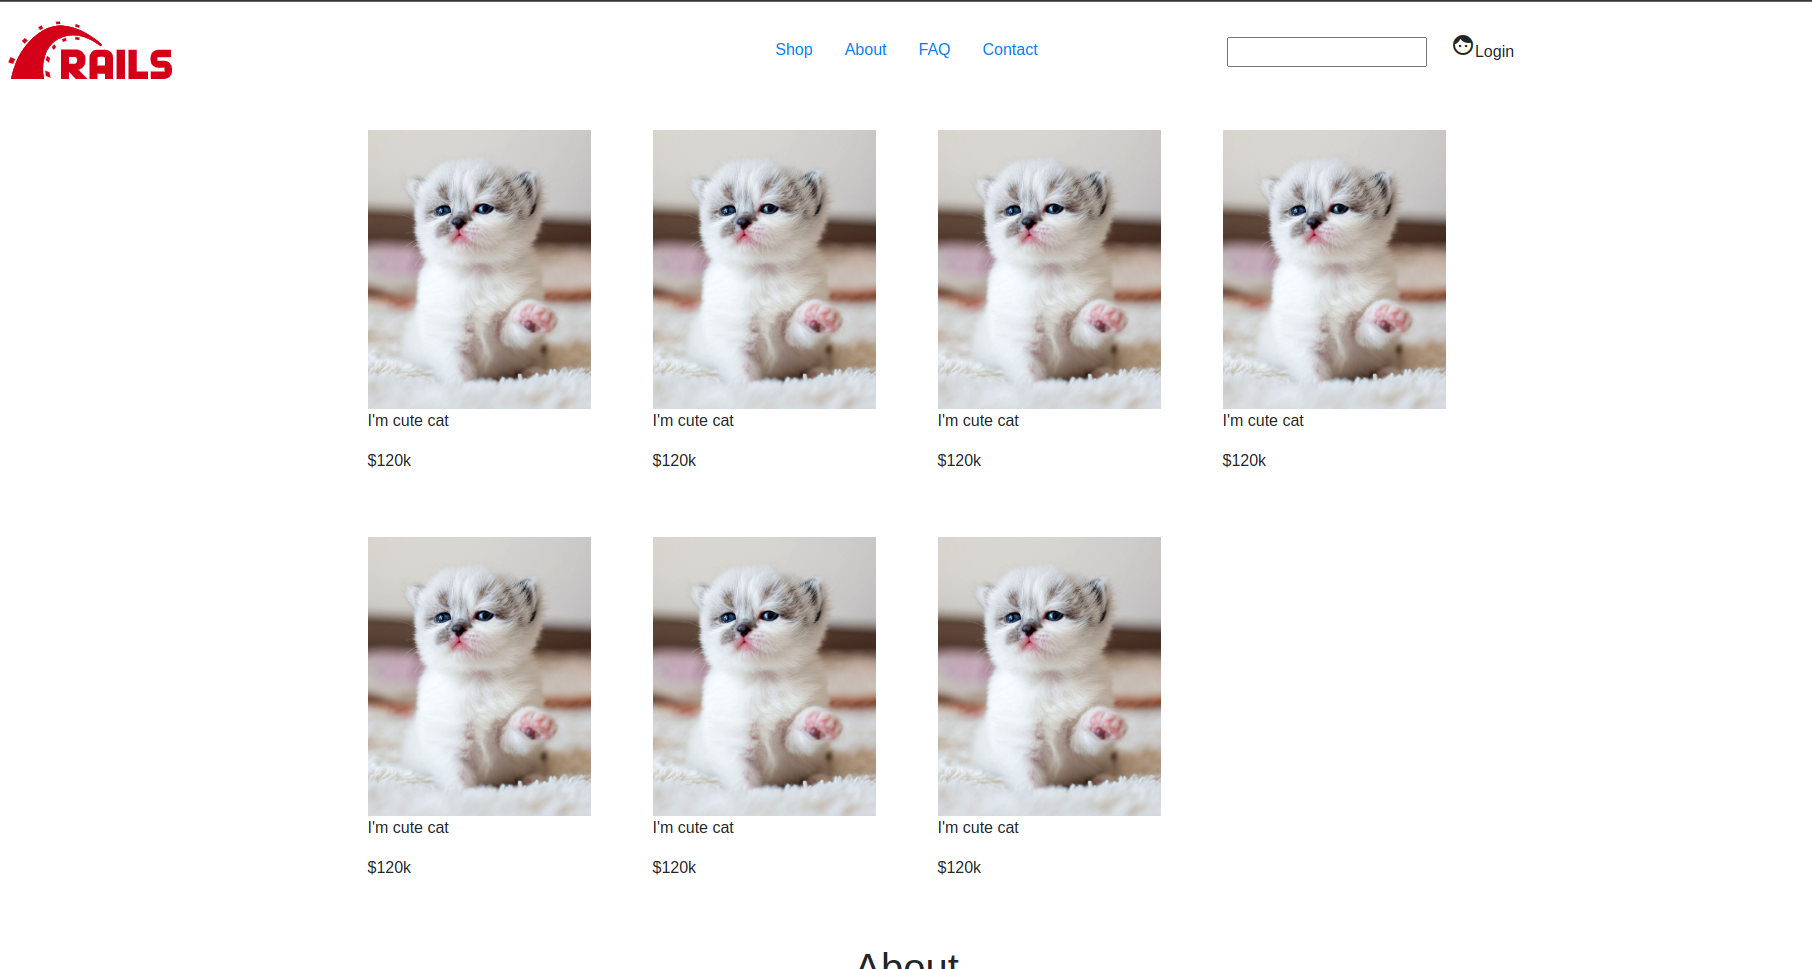 RAILS
Shop About FAQ Contact
Login
I'm cute cat I'm cute cat I'm cute cat I'm cute cat
$120k $120k $120k $120k
I'm cute cat I'm cute cat I'm cute cat
$120k $120k $120k
About